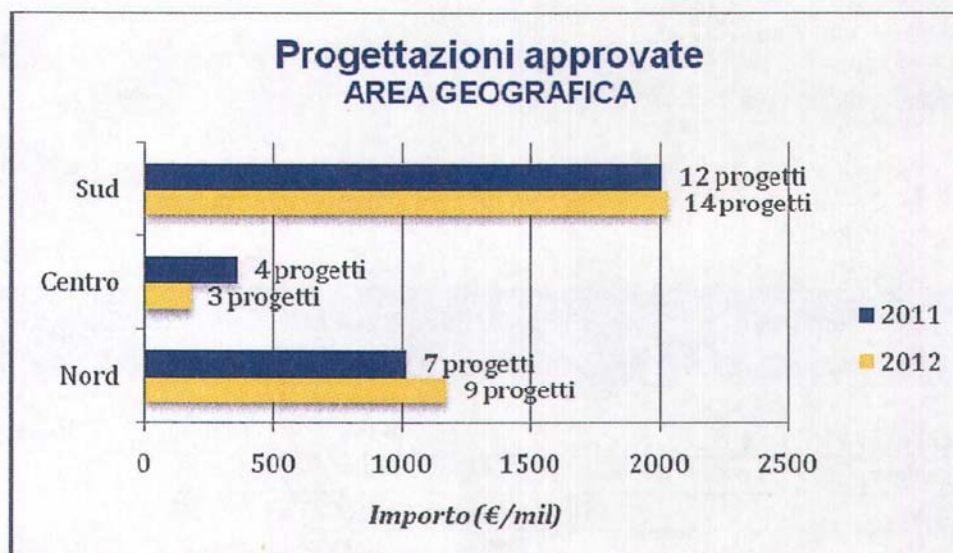 Progettazioni approvate
AREA GEOGRAFICA
Sud
12 progetti
14 progetti
Centro
4 progetti
3 progetti
2011
Nord
7 progetti
2012
9 progetti
0 500 1000 1500 2000 2500
Importo (€/mil)